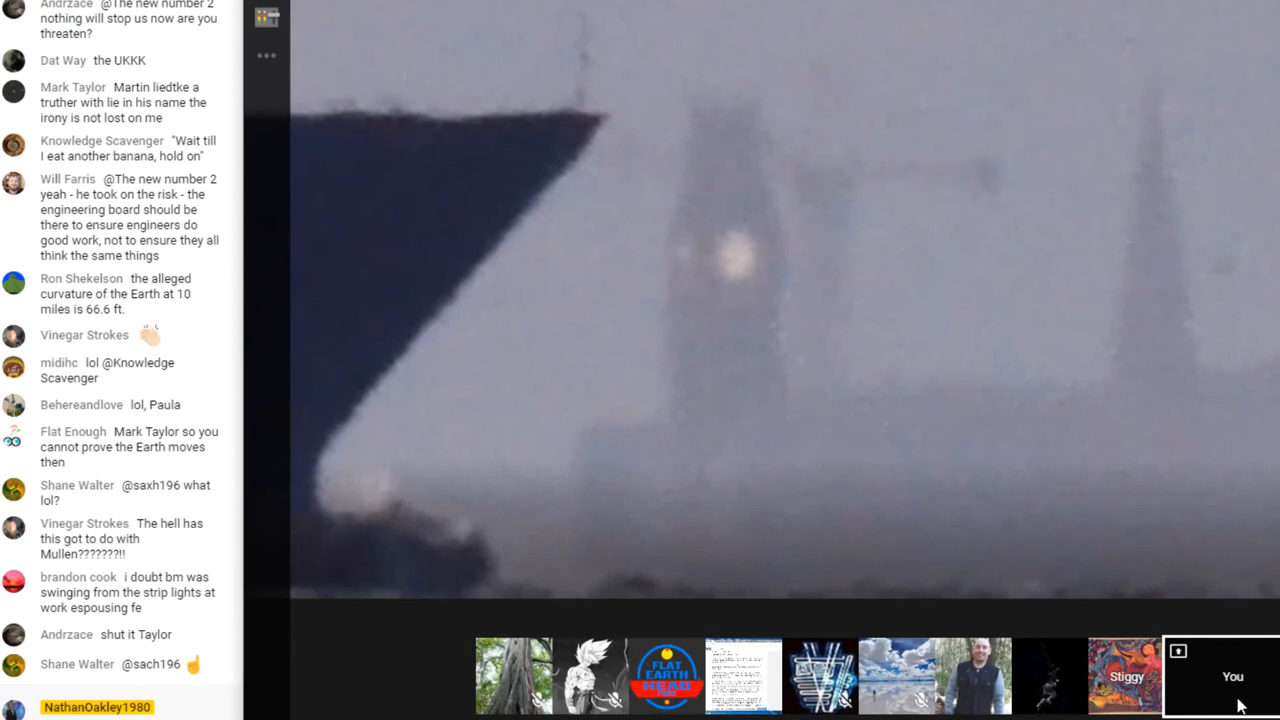 Andrzace @The new number 2
nothing will stop us now are you
threaten?
Dat Way the UKKK
Mark Taylor Martin liedtke a
truther with lie in his name the
irony is not lost on me
Knowledge Scavenger "Wait till
I eat another banana, hold on"
Will Farris @The new number 2
yeah - he took on the risk - the
engineering board should be
there to ensure engineers do
good work, not to ensure they all
think the same things
Ron Shekelson the alleged
curvature of the Earth at 10
miles is 66.6 ft.
Vinegar Strokes
midihc lol @Knowledge
Scavenger
Behereandlove lol, Paula
Flat Enough Mark Taylor so you
cannot prove the Earth moves
then
Shane Walter @saxh196 what
lol?
Vinegar Strokes The hell has
this got to do with
Mullen???????!!
brandon cook i doubt bm was
swinging from the strip lights at
work espousing fe
Andrzace shut it Taylor
Shane Walter @sach196
NathanOakley1980
FLAT
EARTH
HEAD
Stiggy
You